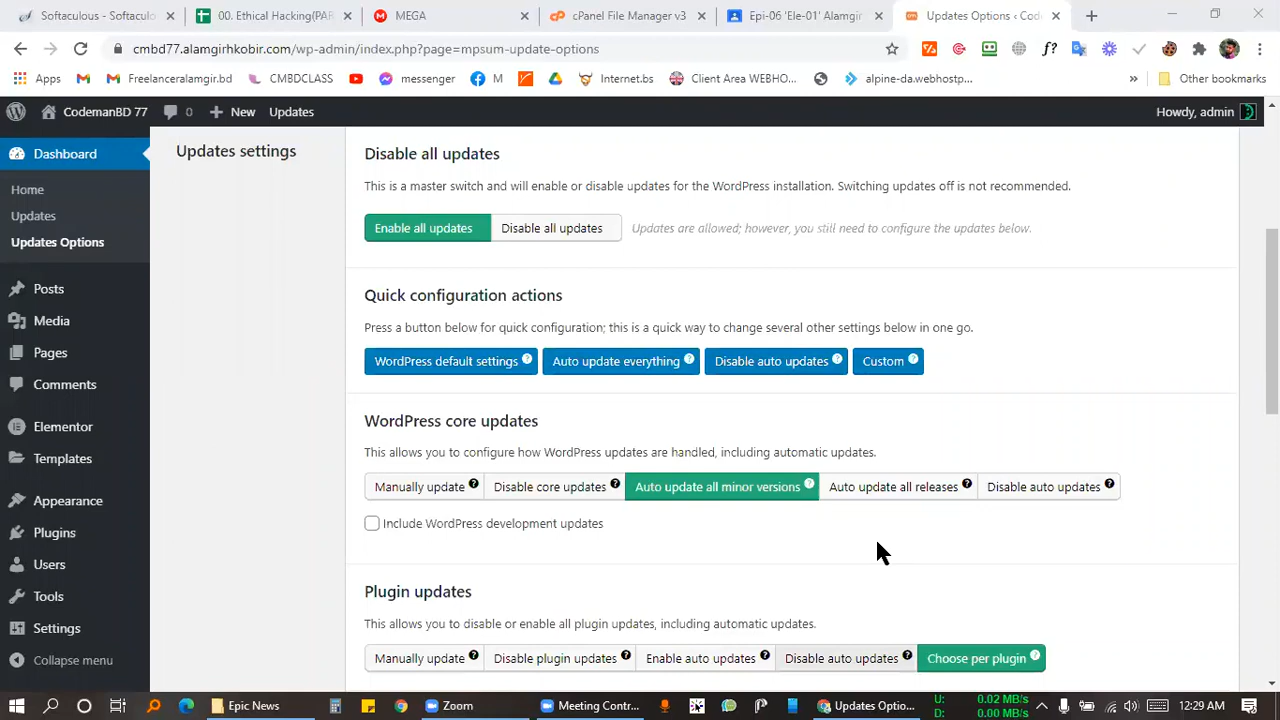 Softaculous - Softaculo
00. Ethical Hacking(PAR
MEGA
cPanel File Manager v3
Epi-06 'Ele-01' Alamgir
Updates Options ‹ Code
cmbd77.alamgirhkobir.com/wp-admin/index.php?page=mpsum-update-options
Apps
Freelanceralamgir.bd
CMBDCLASS
messenger
M
Internet.bs
Client Area WEBHO...
alpine-da.webhostp...
Other bookmarks
CodemanBD 77
0
New
Updates
Howdy, admin
Dashboard
Home
Updates
Updates Options
Posts
Media
Pages
Comments
Elementor
Templates
Appearance
Plugins
Users
Tools
Settings
Collapse menu
Updates settings
Disable all updates
This is a master switch and will enable or disable updates for the WordPress installation. Switching updates off is not recommended.
Enable all updates Disable all updates Updates are allowed; however, you still need to configure the updates below.
Quick configuration actions
Press a button below for quick configuration; this is a quick way to change several other settings below in one go.
WordPress default settings Auto update everything Disable auto updates Custom
WordPress core updates
This allows you to configure how WordPress updates are handled, including automatic updates.
Manually update Disable core updates Auto update all minor versions Auto update all releases Disable auto updates
Include WordPress development updates
Plugin updates
This allows you to disable or enable all plugin updates, including automatic updates.
Manually update Disable plugin updates Enable auto updates Disable auto updates Choose per plugin
Epic News
Zoom
Meeting Contr...
Updates Optio...
U: 0.02 MB/s
D: 0.00 MB/s
12:29 AM